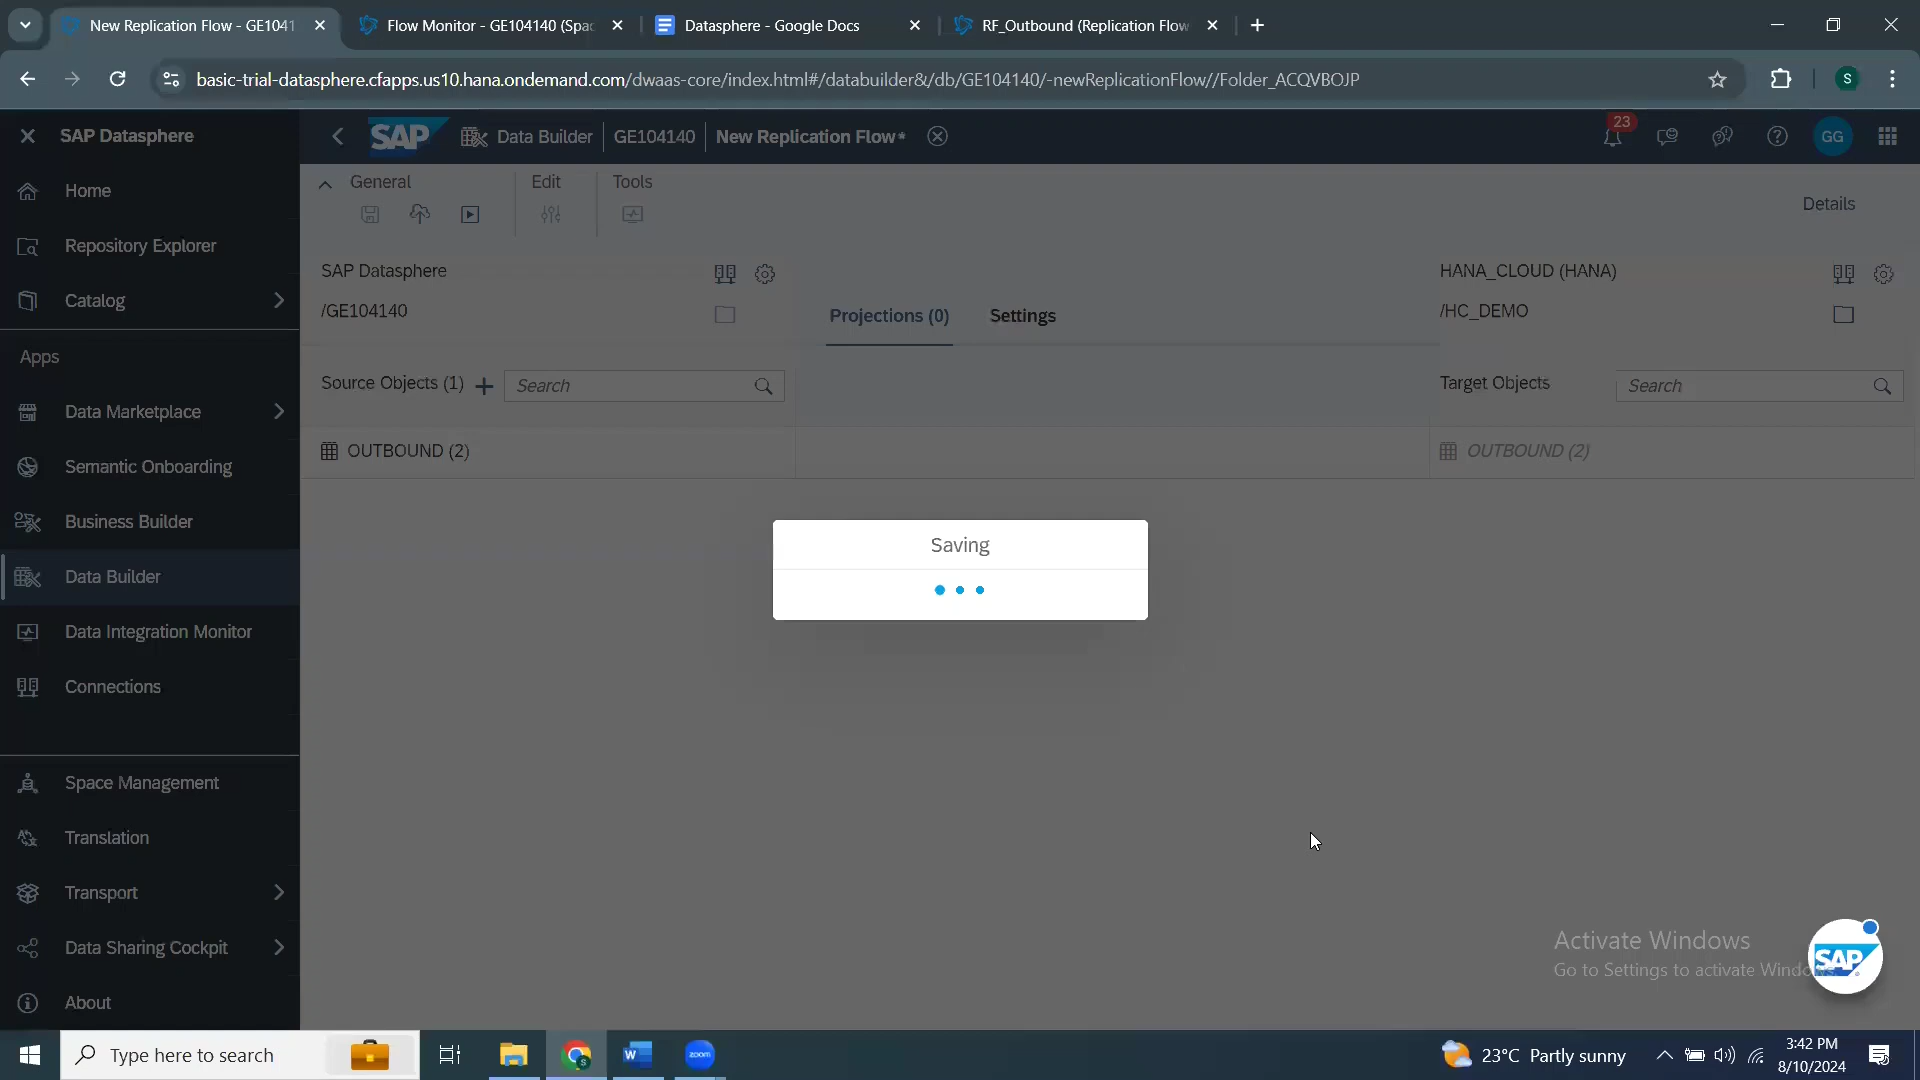 New Replication Flow - GE1041
Flow Monitor - GE104140 (Spac
Datasphere - Google Docs
RF_Outbound (Replication Flow
basic-trial-datasphere.cfapps.us10.hana.ondemand.com/dwaas-core/index.html#/databuilder&/db/GE104140/-newReplicationFlow//Folder_ACQVBOJP
S
SAP Datasphere
SAP
Data Builder
GE104140
New Replication Flow*
23
GG
Home
Repository Explorer
Catalog
Apps
Data Marketplace
Semantic Onboarding
Business Builder
Data Builder
Data Integration Monitor
Connections
Space Management
Translation
Transport
Data Sharing Cockpit
About
General
Edit
Tools
Details
SAP Datasphere
/GE104140
Projections (0)
Settings
HANA_CLOUD (HANA)
/HC_DEMO
Source Objects (1)
Search
Target Objects
Search
OUTBOUND (2)
OUTBOUND (2)
Saving
Activate Windows
Go to Settings to activate Windows.
SAP
Type here to search
W
zoom
23°C Partly sunny
3:42 PM
8/10/2024